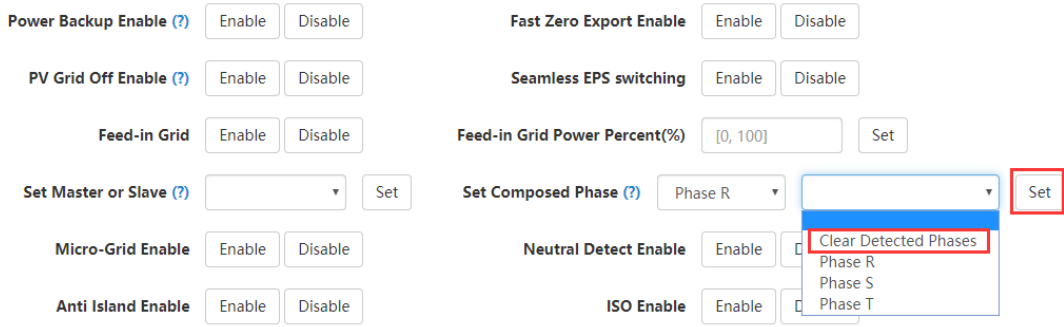 Power Backup Enable (?) Enable Disable Fast Zero Export Enable Enable Disable
PV Grid Off Enable (?) Enable Disable Seamless EPS switching Enable Disable
Feed-in Grid Enable Disable Feed-in Grid Power Percent(%) [0, 100] Set
Set Master or Slave (?) Set Set Composed Phase (?) Phase R Set
Clear Detected Phases
Micro-Grid Enable Enable Disable Neutral Detect Enable Enable
Phase R
Phase S
Phase T
Anti Island Enable Enable Disable ISO Enable Enable